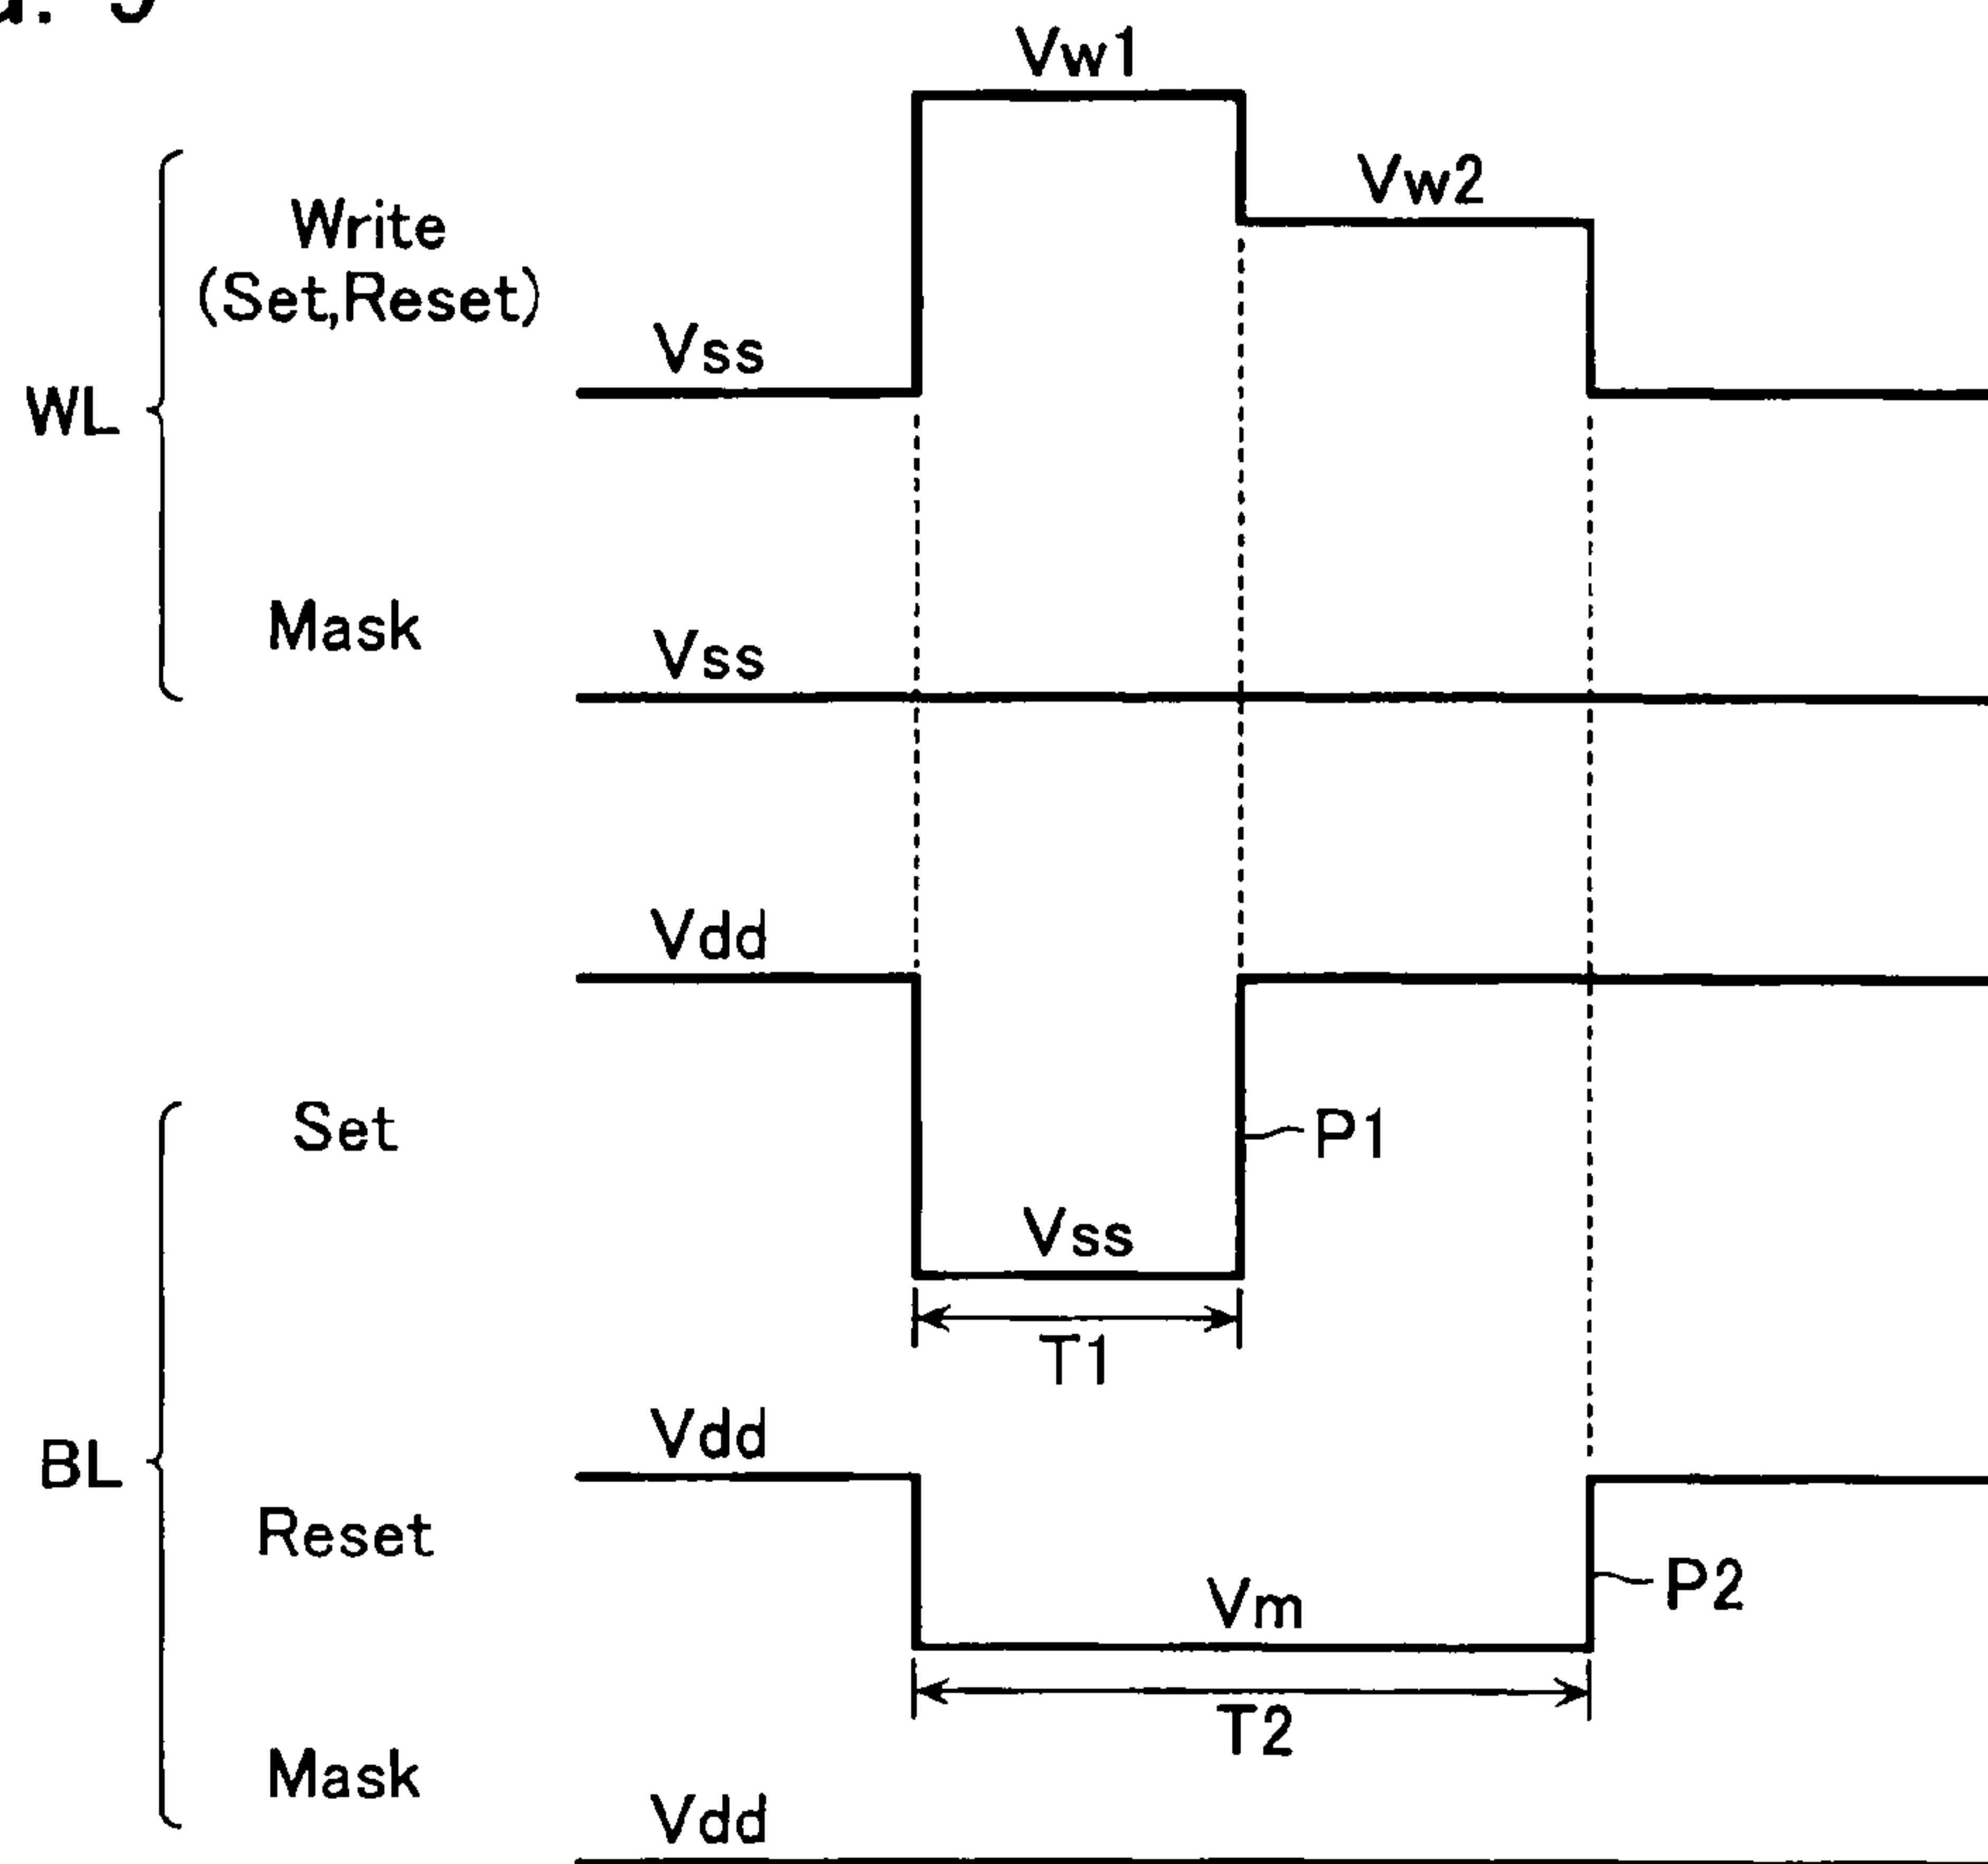 Vw1
Vw2
Write
(Set,Reset)
Vss
WL
Mask
Vss
Vdd
Set
P1
Vss
T1
Vdd
BL
Reset
Vm
P2
T2
Mask
Vdd